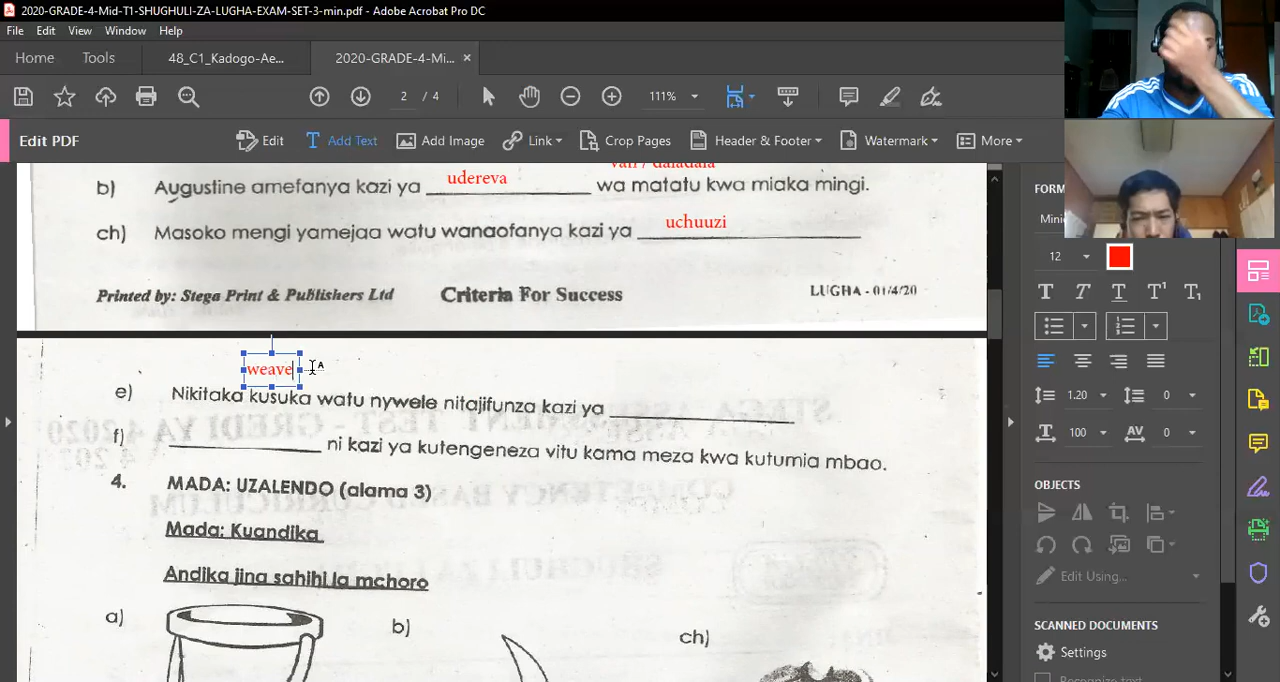 2020-GRADE-4-Mid-T1-SHUGHULI-ZA-LUGHA-EXAM-SET-3-min.pdf - Adobe Acrobat Pro DC
File Edit View Window Help
Home Tools 48_C1_Kadogo-Ae... 2020-GRADE-4-Mi... ×
2 / 4 111%
Edit PDF Edit Add Text Add Image Link Crop Pages Header & Footer Watermark More
van / daladala
b) Augustine amefanya kazi ya udereva wa matatu kwa miaka mingi.
ch) Masoko mengi yamejaa watu wanaofanya kazi ya uchuuzi
Printed by: Stega Print & Publishers Ltd Criteria For Success LUGHA - 01/4/20
weave
e) Nikitaka kusuka watu nywele nitajifunza kazi ya
f) ni kazi ya kutengeneza vitu kama meza kwa kutumia mbao.
4. MADA: UZALENDO (alama 3)
Mada: Kuandika
Andika jina sahihi la mchoro
a) b) ch)
FORM
Mini
12
1.20 0
100 0
OBJECTS
Edit Using...
SCANNED DOCUMENTS
Settings
Recognize text